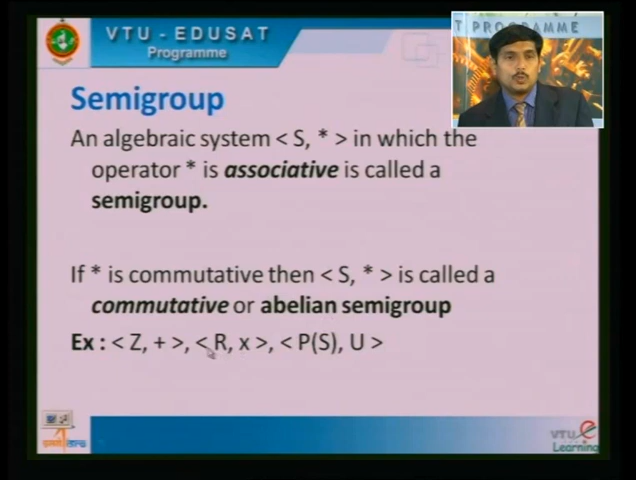 VTU - EDUSAT
Programme
T PROGRAMME
Semigroup
An algebraic system < S, * > in which the
operator * is associative is called a
semigroup.
If * is commutative then < S, * > is called a
commutative or abelian semigroup
Ex : < Z, + >, < R, x >, < P(S), U >
VTU e
Learning